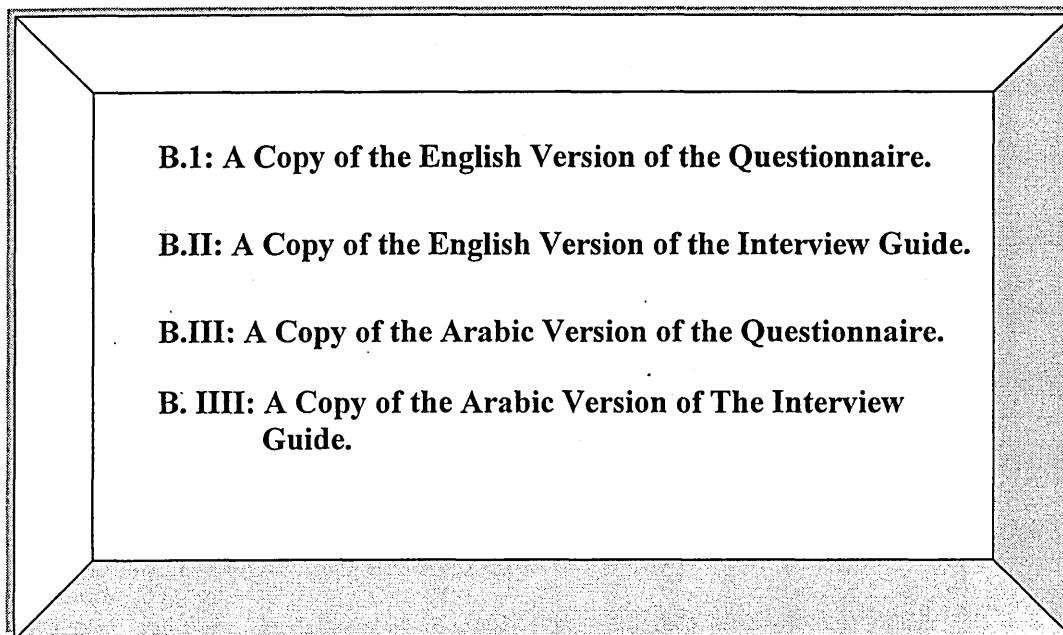 B.1: A Copy of the English Version of the Questionnaire.
B.II: A Copy of the English Version of the Interview Guide.
B.III: A Copy of the Arabic Version of the Questionnaire.
B. IIII: A Copy of the Arabic Version of The Interview
Guide.